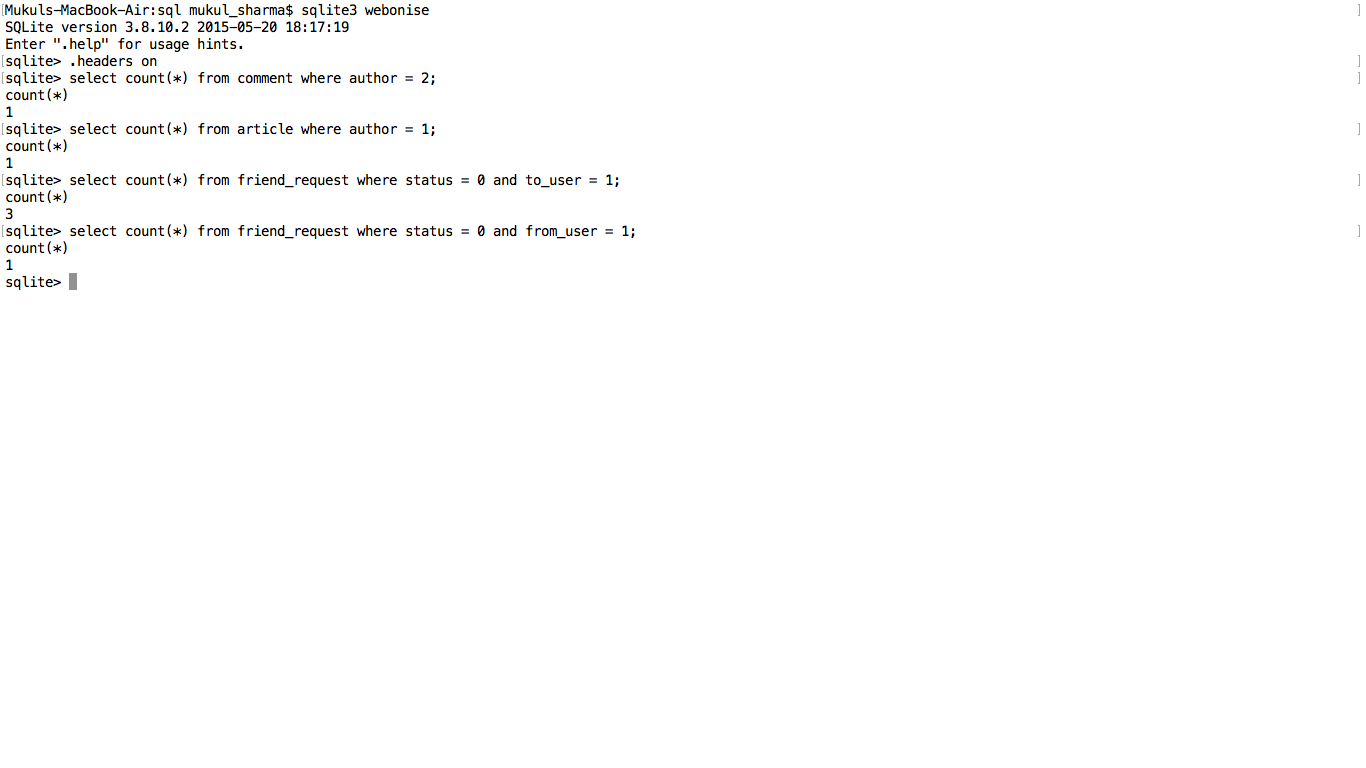 [Mukuls-MacBook-Air:sql mukul_sharma$ sqlite3 webonise ]
SQLite version 3.8.10.2 2015-05-20 18:17:19
Enter ".help" for usage hints.
[sqlite> .headers on ]
[sqlite> select count(*) from comment where author = 2; ]
count(*)
1
[sqlite> select count(*) from article where author = 1; ]
count(*)
1
[sqlite> select count(*) from friend_request where status = 0 and to_user = 1; ]
count(*)
3
[sqlite> select count(*) from friend_request where status = 0 and from_user = 1; ]
count(*)
1
sqlite>